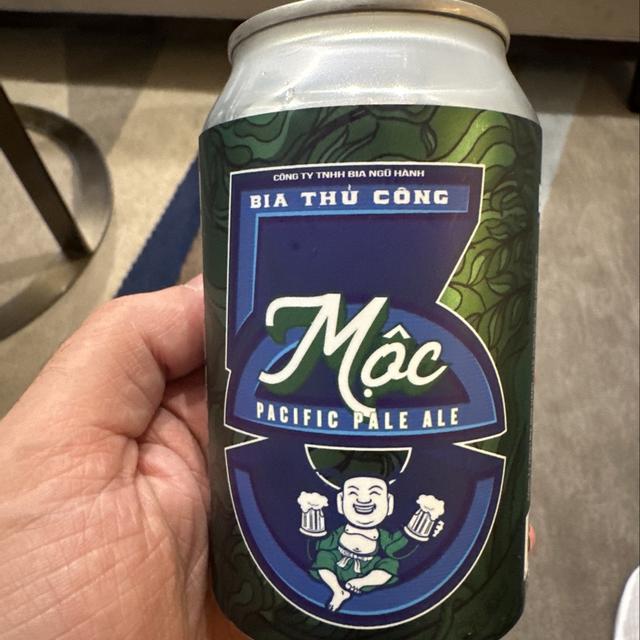 CÔNG TY TNHH BIA NGŨ HÀNH
BIA THỦ CÔNG
Mộc
PACIFIC PALE ALE